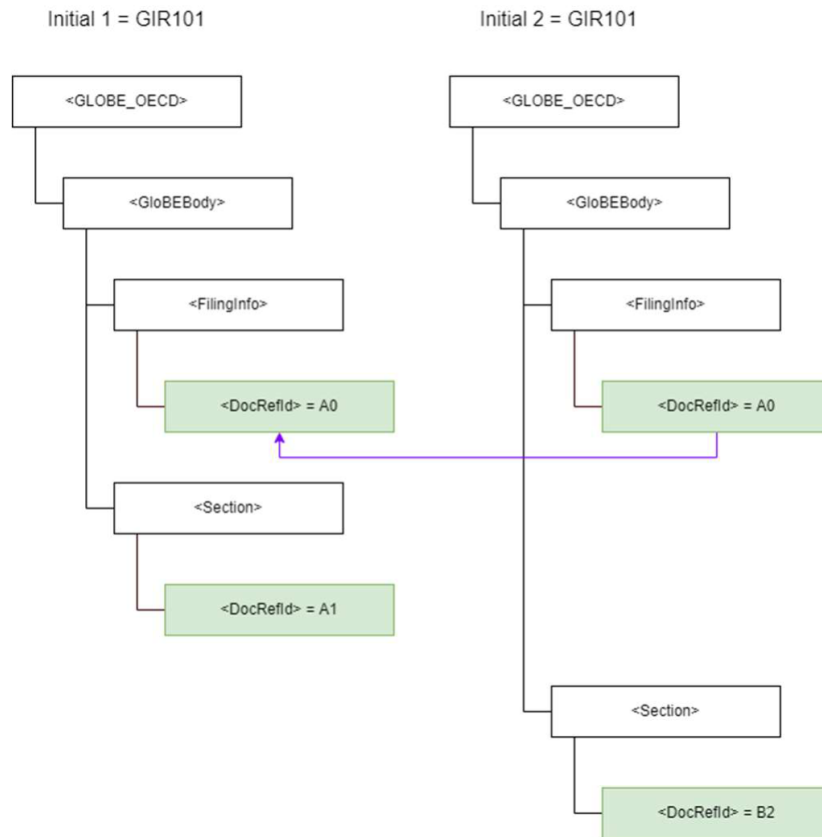 Initial 1 = GIR101
Initial 2 = GIR101
<GLOBE_OECD>
<GLOBE_OECD>
<GloBEBody>
<GloBEBody>
<FilingInfo>
<FilingInfo>
<DocRefId> = A0
<DocRefId> = A0
<Section>
<DocRefId> = A1
<Section>
<DocRefId> = B2